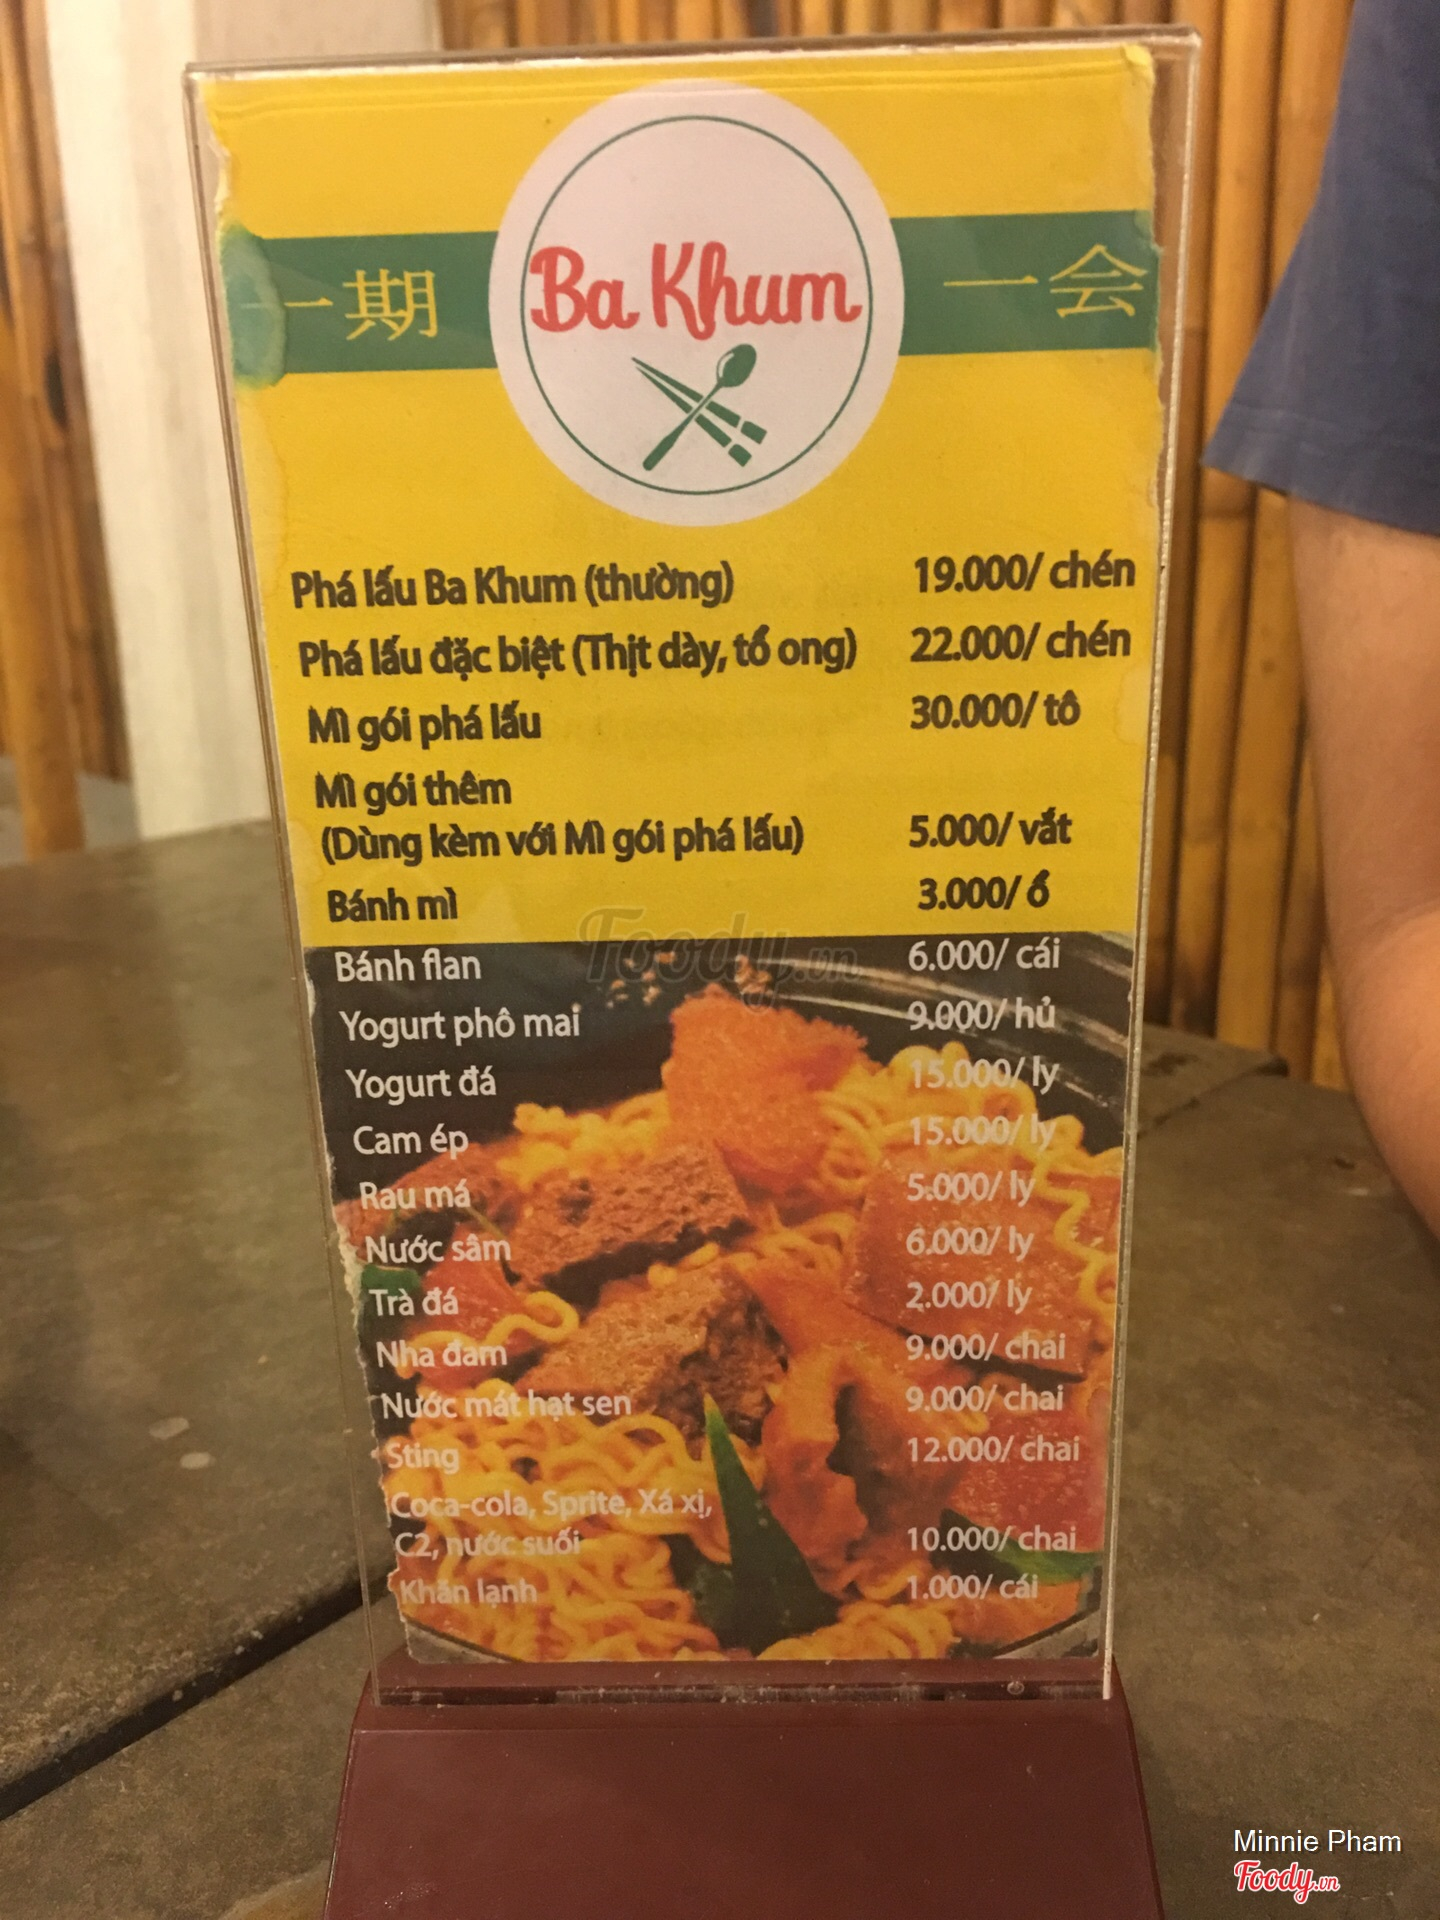 一期
Ba Khum
一会
Phá lấu Ba Khum (thường) 19.000/ chén
Phá lấu đặc biệt (Thịt dày, tổ ong) 22.000/ chén
Mì gói phá lấu 30.000/ tô
Mì gói thêm
(Dùng kèm với Mì gói phá lấu) 5.000/ vắt
Bánh mì 3.000/ ổ
Foody.vn
Bánh flan 6.000/ cái
Yogurt phô mai 9.000/ hủ
Yogurt đá 15.000/ ly
Cam ép 15.000/ ly
Rau má 5.000/ ly
Nước sâm 6.000/ ly
Trà đá 2.000/ ly
Nha đam 9.000/ chai
Nước mát hạt sen 9.000/ chai
Sting 12.000/ chai
Coca-cola, Sprite, Xá xị,
C2, nước suối 10.000/ chai
Khăn lạnh 1.000/ cái
Minnie Pham
Foody.vn